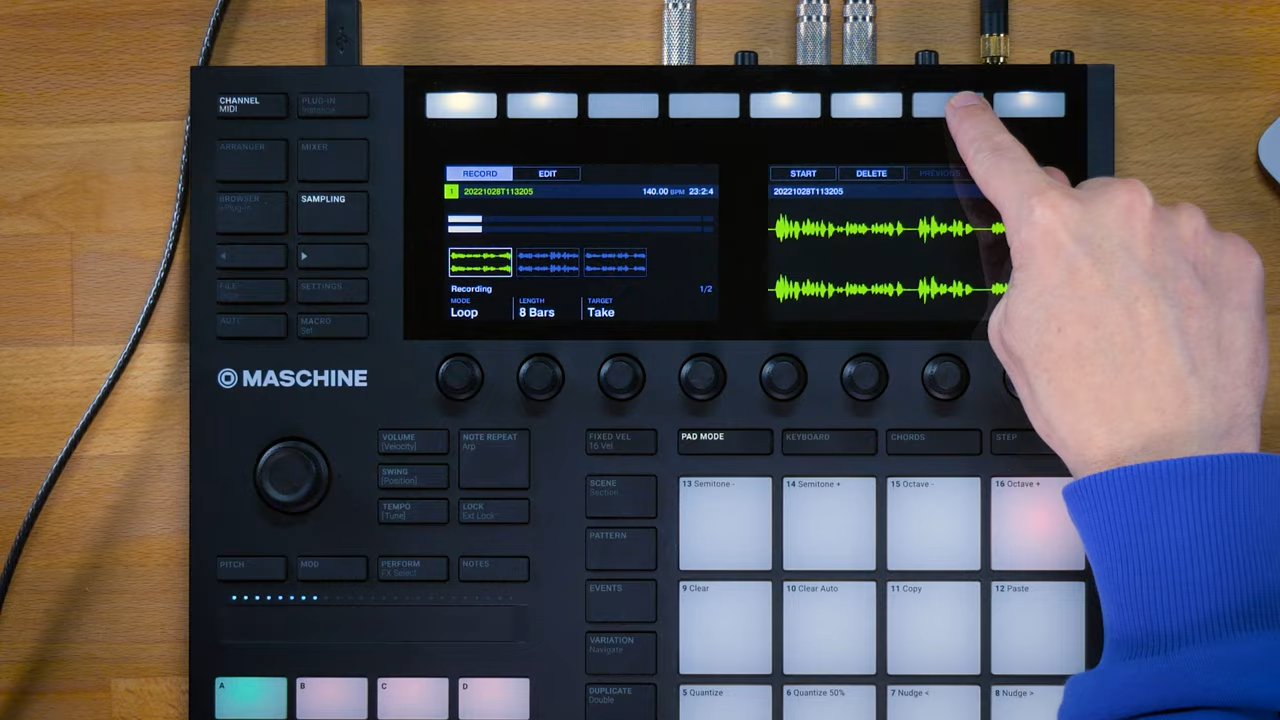 CHANNEL
MIDI
PLUG-IN
Instance
ARRANGER
MIXER
BROWSER
+Plug-in
SAMPLING
FILE
SETTINGS
AUTO
MACRO
Set
RECORD
EDIT
1 20221028T113205 140.00 BPM 23:2:4
Recording 1/2
MODE
Loop
LENGTH
8 Bars
TARGET
Take
START
DELETE
PREVIOUS
20221028T113205
MASCHINE
VOLUME
[Velocity]
NOTE REPEAT
Arp
SWING
[Position]
TEMPO
[Tune]
LOCK
Ext.Lock
PITCH
MOD
PERFORM
FX Select
NOTES
FIXED VEL
16 Vel
PAD MODE
KEYBOARD
CHORDS
STEP
SCENE
Section
PATTERN
EVENTS
VARIATION
Navigate
DUPLICATE
Double
13 Semitone -
14 Semitone +
15 Octave -
16 Octave +
9 Clear
10 Clear Auto
11 Copy
12 Paste
5 Quantize
6 Quantize 50%
7 Nudge <
8 Nudge >
A
B
C
D